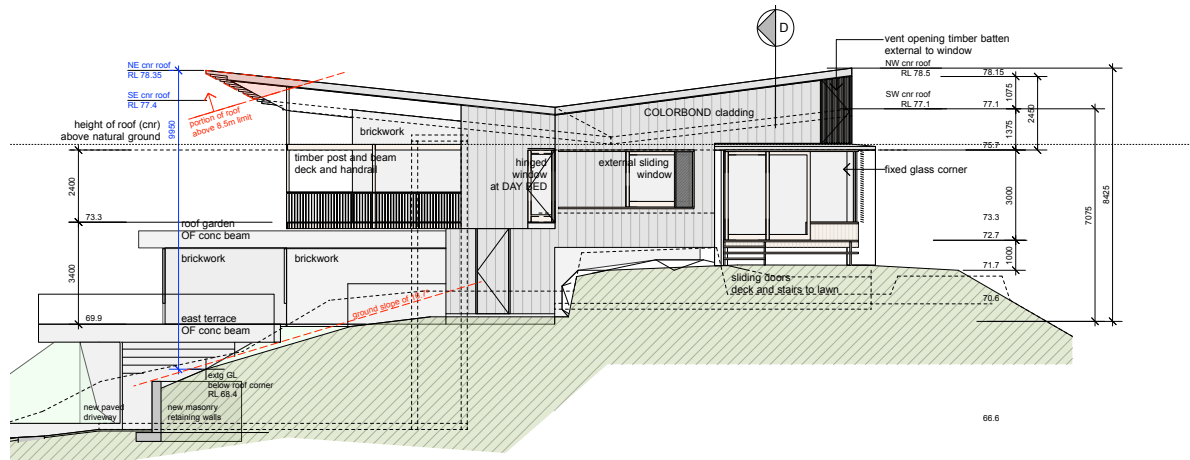 D
vent opening timber batten
external to window
NE cnr roof
RL 78.35
NW cnr roof
RL 78.5
78.15
SE cnr roof
RL 77.4
SW cnr roof
RL 77.1
77.1
1075
2450
1375
portion of roof
above 8.5m limit
COLORBOND cladding
height of roof (cnr)
above natural ground
9950
brickwork
75.7
timber post and beam
deck and handrail
hinged
window
at DAY BED
external sliding
window
fixed glass corner
2400
3000
8425
7075
73.3
73.3
roof garden
OF conc beam
72.7
brickwork
brickwork
1000
71.7
sliding doors
deck and stairs to lawn
3400
ground slope of
70.6
69.9
east terrace
OF conc beam
extg GL
below roof corner
RL 68.4
new paved
driveway
new masonry
retaining walls
66.6